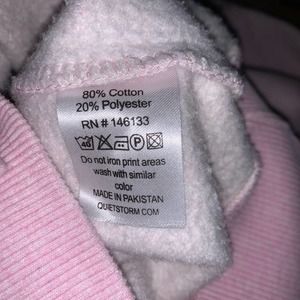 80% Cotton
20% Polyester
RN # 146133
40 P
Do not iron print areas
wash with similar
color
MADE IN PAKISTAN
QUIETSTORM COM